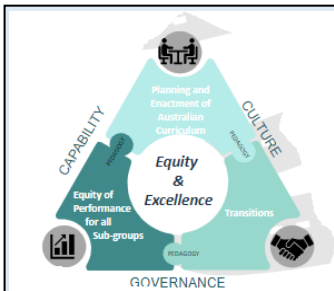 Planning and
Enactment of
Australian
Curriculum
CAPABILITY
CULTURE
PEDAGOGY
PEDAGOGY
Equity
&
Excellence
Equity of
Performance
for all
Sub-groups
Transitions
PEDAGOGY
GOVERNANCE